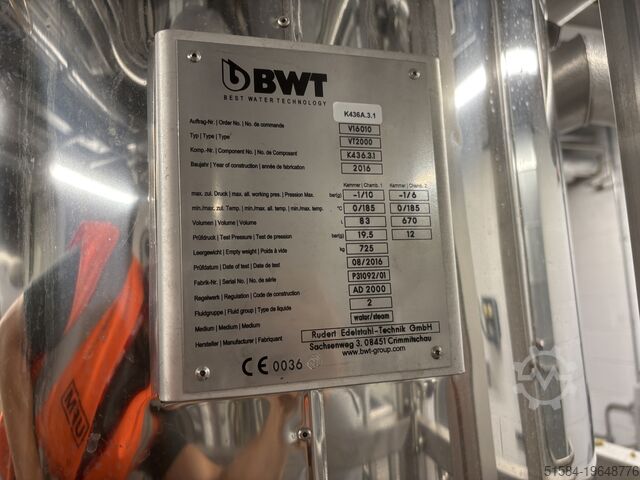 BWT
BEST WATER TECHNOLOGY
K436A.3.1
Auftrag-Nr. | Order No. | No. de commande V16010
Typ | Type | Type VT2000
Komp.-Nr. | Component No. | No. de Composant K436.3.1
Baujahr | Year of construction | année de fabrication 2016
Kammer | Chamb. 1 Kammer | Chamb. 2
max. zul. Druck | max. all. working pres. | Pression Max. bar(g) -1/10 -1/6
min./max. zul. Temp. | min./max. all. temp. | min./max. temp. °C 0/185 0/185
Volumen | Volume | Volume 83 670
Prüfdruck | Test Pressure | Test de pression bar(g) 19,5 12
Leergewicht | Empty weight | Poids à vide kg 725
Prüfdatum | Date of test | Date de test 08/2016
Fabrik-Nr. | Serial No. | No. de série P31092/01
Regelwerk | Regulation | Code de construction AD 2000
Fluidgruppe | Fluid group | Type de liquide 2
Medium | Medium | Medium water/steam
Hersteller | Manufacturer | Fabriquant Rudert Edelstahl-Technik GmbH
Sachsenweg 3, 08451 Crimmitschau
www.bwt-group.com
CE 0036
MTU
51584-19648776